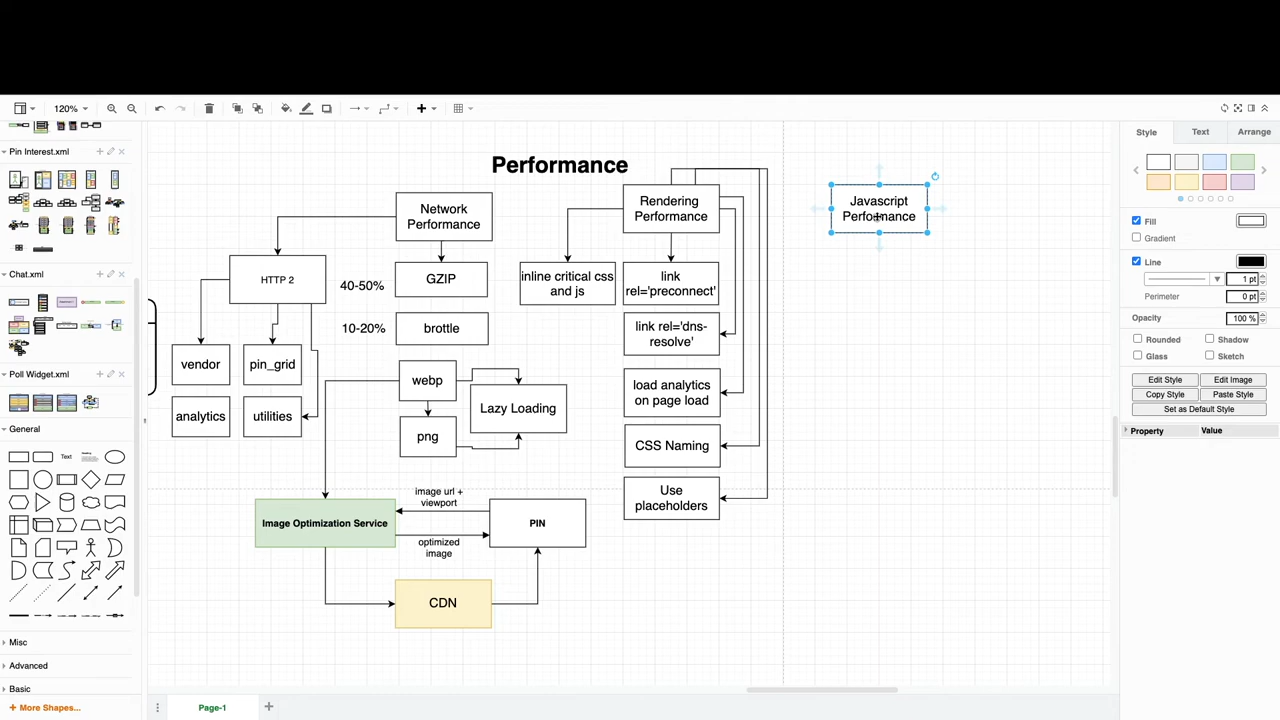 120%
Pin Interest.xml
Chat.xml
Poll Widget.xml
General
Text
Heading
Misc
Advanced
Basic
+ More Shapes...
Performance
Network
Performance
HTTP 2
40-50%
GZIP
10-20%
brottle
vendor
pin_grid
analytics
utilities
webp
png
Lazy Loading
Rendering
Performance
inline critical css
and js
link
rel='preconnect'
link rel='dns-
resolve'
load analytics
on page load
CSS Naming
Use
placeholders
Javascript
Performance
Image Optimization Service
image url +
viewport
optimized
image
PIN
CDN
Page-1
Style
Text
Arrange
Fill
Gradient
Line
1 pt
Perimeter
0 pt
Opacity
100 %
Rounded
Shadow
Glass
Sketch
Edit Style
Edit Image
Copy Style
Paste Style
Set as Default Style
Property
Value